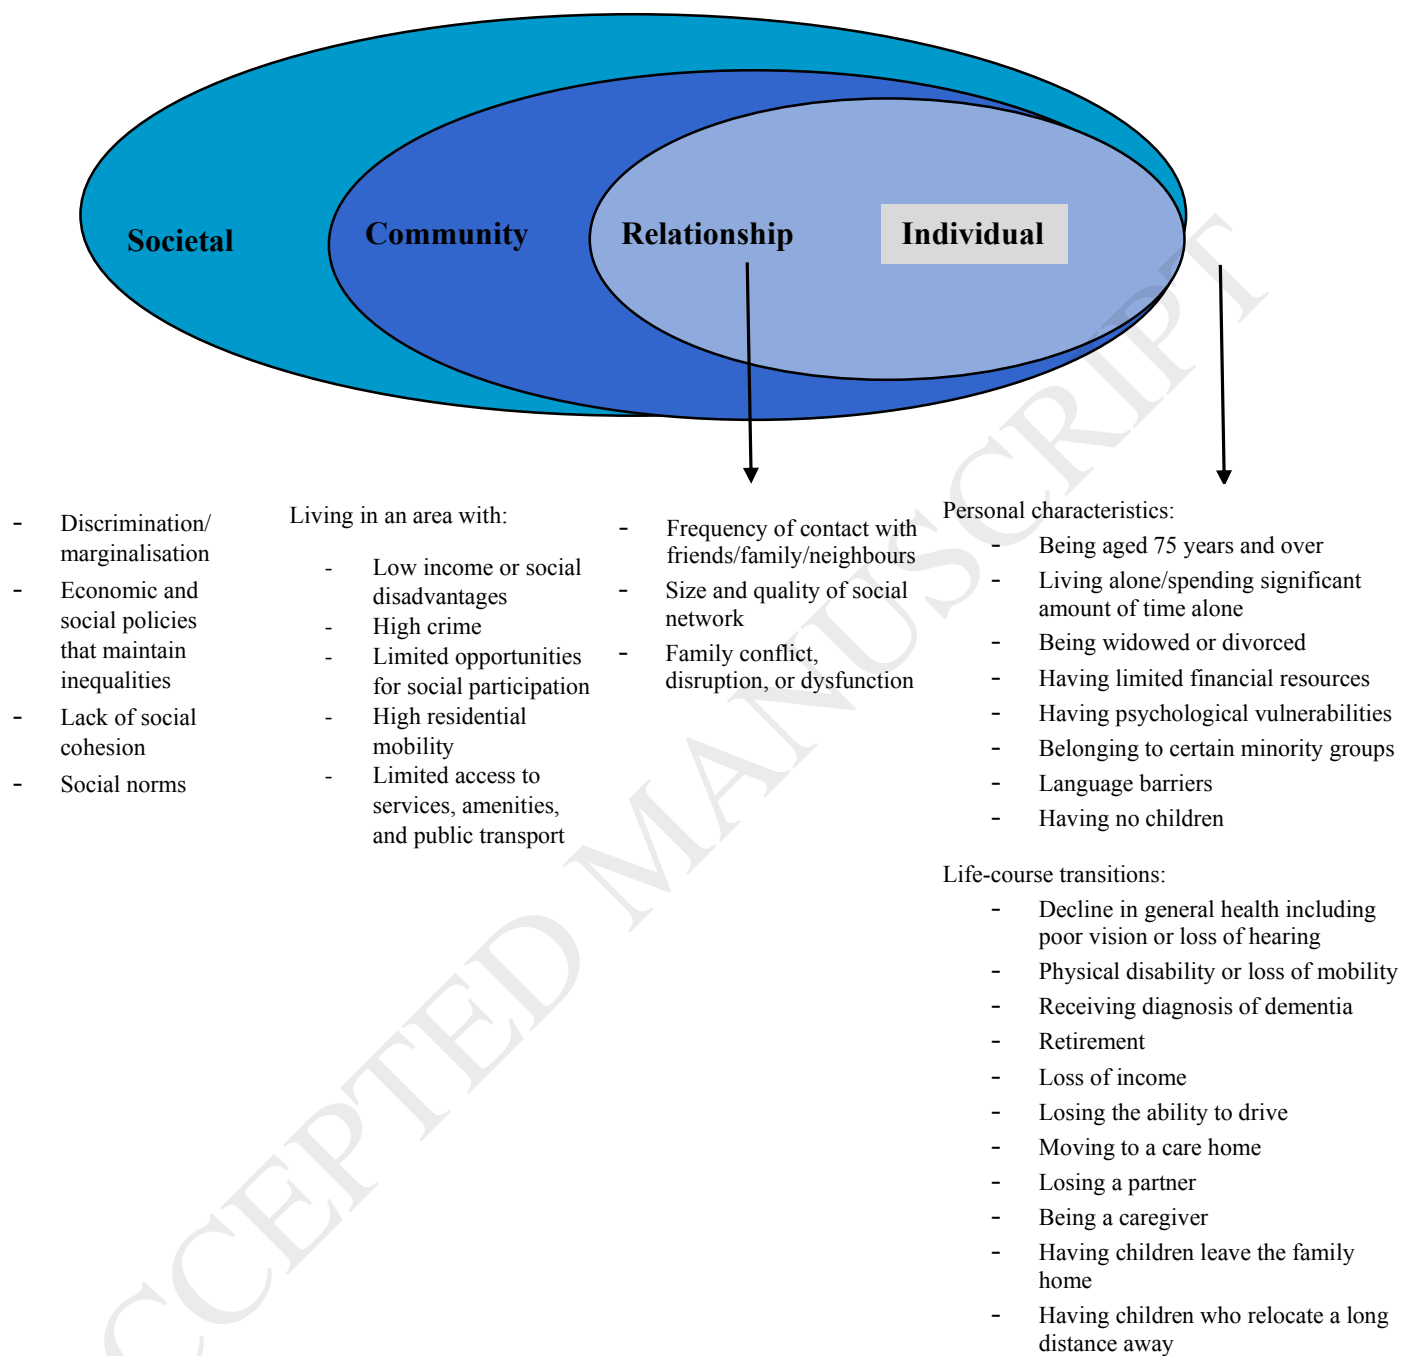 Societal
Community
Relationship
Individual
- Discrimination/
marginalisation
- Economic and
social policies
that maintain
inequalities
- Lack of social
cohesion
- Social norms
Living in an area with:
- Low income or social
disadvantages
- High crime
- Limited opportunities
for social participation
- High residential
mobility
- Limited access to
services, amenities,
and public transport
- Frequency of contact with
friends/family/neighbours
- Size and quality of social
network
- Family conflict,
disruption, or dysfunction
Personal characteristics:
- Being aged 75 years and over
- Living alone/spending significant
amount of time alone
- Being widowed or divorced
- Having limited financial resources
- Having psychological vulnerabilities
- Belonging to certain minority groups
- Language barriers
- Having no children
Life-course transitions:
- Decline in general health including
poor vision or loss of hearing
- Physical disability or loss of mobility
- Receiving diagnosis of dementia
- Retirement
- Loss of income
- Losing the ability to drive
- Moving to a care home
- Losing a partner
- Being a caregiver
- Having children leave the family
home
- Having children who relocate a long
distance away
CCEPTED MANUSCRIPT